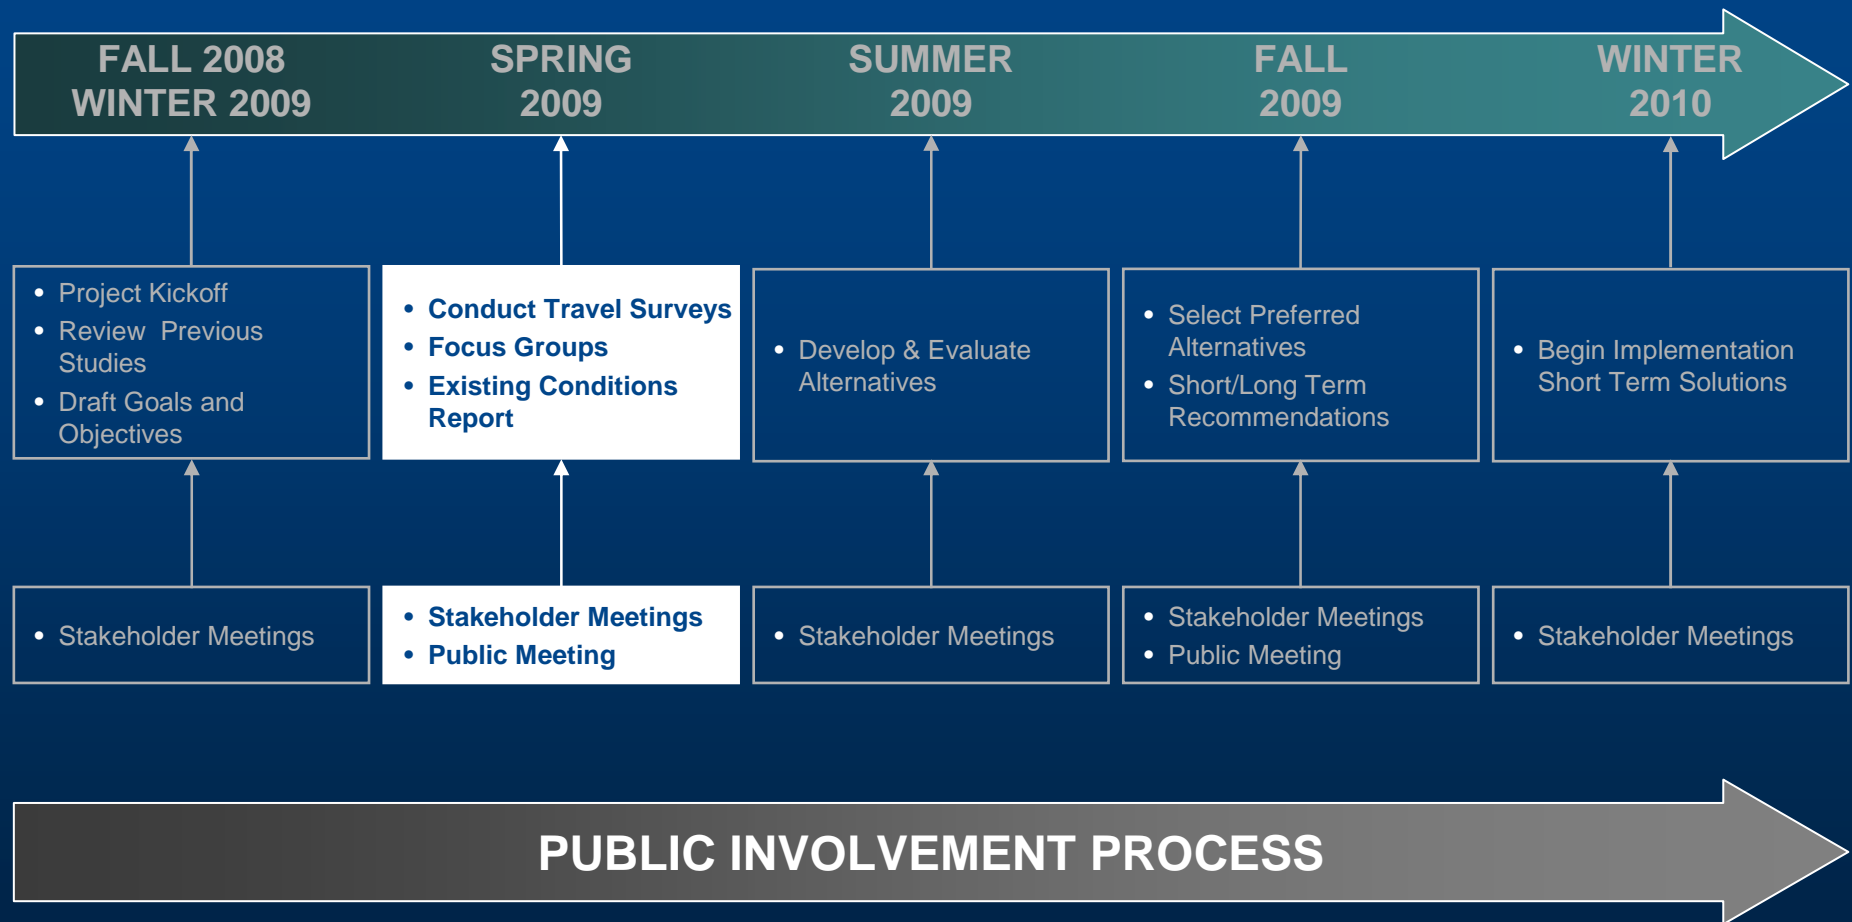 FALL 2008
WINTER 2009
SPRING
2009
SUMMER
2009
FALL
2009
WINTER
2010
• Project Kickoff
• Review  Previous
Studies
• Draft Goals and
Objectives
• Conduct Travel Surveys
• Focus Groups
• Existing Conditions
Report
• Develop & Evaluate
Alternatives
• Select Preferred
Alternatives
• Short/Long Term
Recommendations
• Begin Implementation
Short Term Solutions
• Stakeholder Meetings
• Stakeholder Meetings
• Public Meeting
• Stakeholder Meetings
• Stakeholder Meetings
• Public Meeting
• Stakeholder Meetings
PUBLIC INVOLVEMENT PROCESS